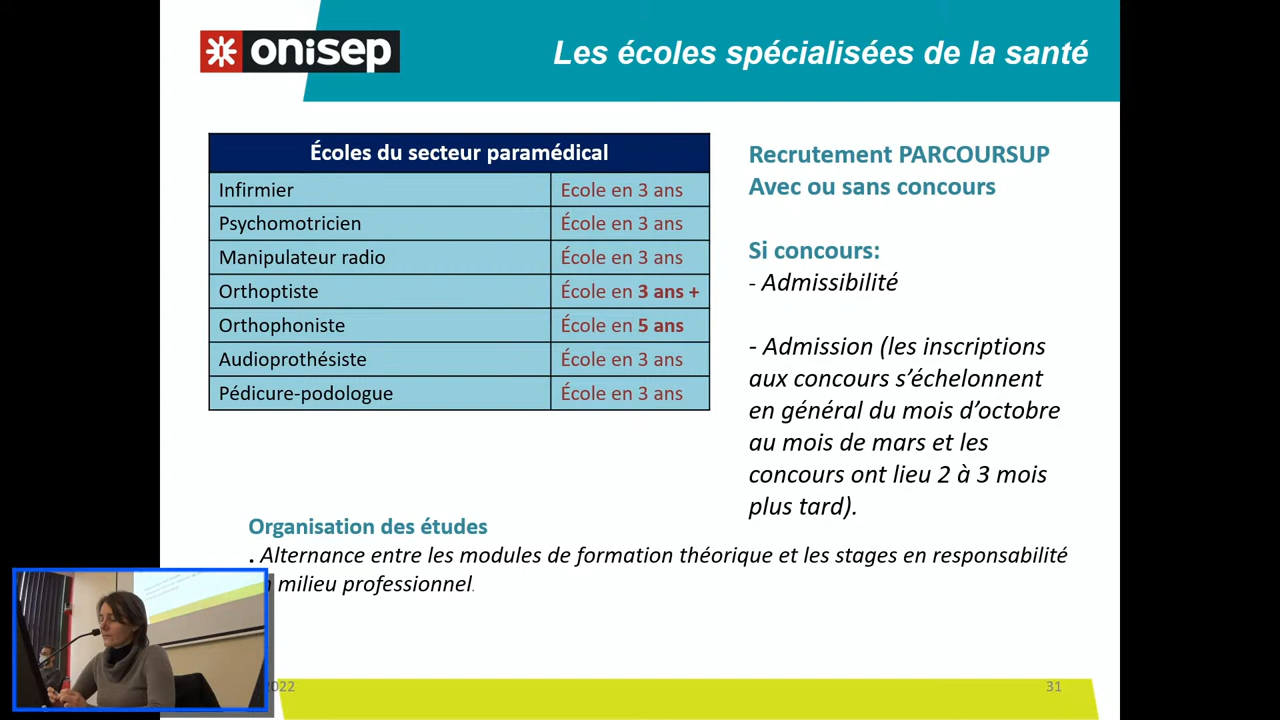 onisep
Les écoles spécialisées de la santé
Écoles du secteur paramédical
Infirmier Ecole en 3 ans
Psychomotricien École en 3 ans
Manipulateur radio École en 3 ans
Orthoptiste École en 3 ans +
Orthophoniste École en 5 ans
Audioprothésiste École en 3 ans
Pédicure-podologue École en 3 ans
Recrutement PARCOURSUP
Avec ou sans concours
Si concours:
- Admissibilité
- Admission (les inscriptions
aux concours s’échelonnent
en général du mois d’octobre
au mois de mars et les
concours ont lieu 2 à 3 mois
plus tard).
Organisation des études
. Alternance entre les modules de formation théorique et les stages en responsabilité
milieu professionnel.
2022
31